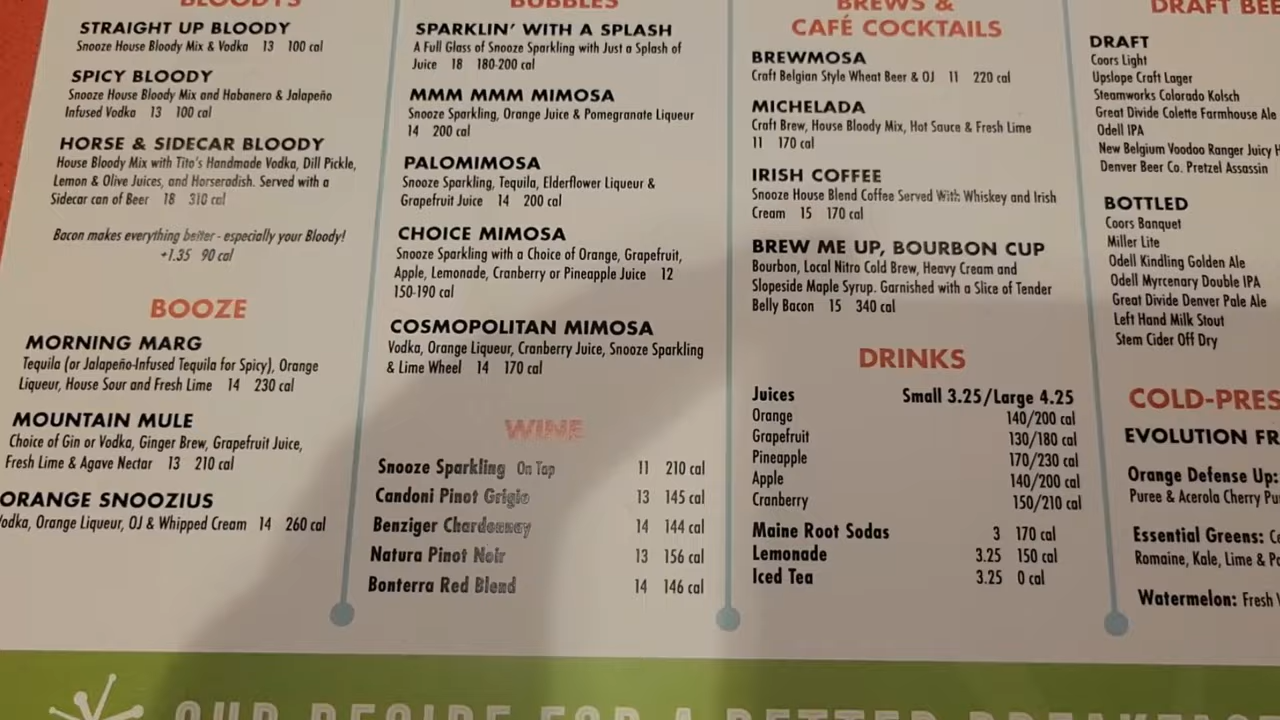 BLOODYS
STRAIGHT UP BLOODY
Snooze House Bloody Mix & Vodka 13 100 cal
SPICY BLOODY
Snooze House Bloody Mix and Habanero & Jalapeño
Infused Vodka 13 100 cal
HORSE & SIDECAR BLOODY
House Bloody Mix with Tito's Handmade Vodka, Dill Pickle,
Lemon & Olive Juices, and Horseradish. Served with a
Sidecar can of Beer 18 310 cal
Bacon makes everything better - especially your Bloody!
+1.35 90 cal
BOOZE
MORNING MARG
Tequila (or Jalapeño-Infused Tequila for Spicy), Orange
Liqueur, House Sour and Fresh Lime 14 230 cal
MOUNTAIN MULE
Choice of Gin or Vodka, Ginger Brew, Grapefruit Juice,
Fresh Lime & Agave Nectar 13 210 cal
ORANGE SNOOZIUS
Vodka, Orange Liqueur, OJ & Whipped Cream 14 260 cal
BUBBLES
SPARKLIN' WITH A SPLASH
A Full Glass of Snooze Sparkling with Just a Splash of
Juice 18 180-200 cal
MMM MMM MIMOSA
Snooze Sparkling, Orange Juice & Pomegranate Liqueur
14 200 cal
PALOMIMOSA
Snooze Sparkling, Tequila, Elderflower Liqueur &
Grapefruit Juice 14 200 cal
CHOICE MIMOSA
Snooze Sparkling with a Choice of Orange, Grapefruit,
Apple, Lemonade, Cranberry or Pineapple Juice 12
150-190 cal
COSMOPOLITAN MIMOSA
Vodka, Orange Liqueur, Cranberry Juice, Snooze Sparkling
& Lime Wheel 14 170 cal
WINE
Snooze Sparkling On Tap 11 210 cal
Candoni Pinot Grigio 13 145 cal
Benziger Chardonnay 14 144 cal
Natura Pinot Noir 13 156 cal
Bonterra Red Blend 14 146 cal
BREWS &
CAFÉ COCKTAILS
BREWMOSA
Craft Belgian Style Wheat Beer & OJ 11 220 cal
MICHELADA
Craft Brew, House Bloody Mix, Hot Sauce & Fresh Lime
11 170 cal
IRISH COFFEE
Snooze House Blend Coffee Served With Whiskey and Irish
Cream 15 170 cal
BREW ME UP, BOURBON CUP
Bourbon, Local Nitro Cold Brew, Heavy Cream and
Slopeside Maple Syrup. Garnished with a Slice of Tender
Belly Bacon 15 340 cal
DRINKS
Juices Small 3.25/Large 4.25
Orange 140/200 cal
Grapefruit 130/180 cal
Pineapple 170/230 cal
Apple 140/200 cal
Cranberry 150/210 cal
Maine Root Sodas 3 170 cal
Lemonade 3.25 150 cal
Iced Tea 3.25 0 cal
DRAFT BEE
DRAFT
Coors Light
Upslope Craft Lager
Steamworks Colorado Kolsch
Great Divide Colette Farmhouse Ale
Odell IPA
New Belgium Voodoo Ranger Juicy H
Denver Beer Co. Pretzel Assassin
BOTTLED
Coors Banquet
Miller Lite
Odell Kindling Golden Ale
Odell Myrcenary Double IPA
Great Divide Denver Pale Ale
Left Hand Milk Stout
Stem Cider Off Dry
COLD-PRES
EVOLUTION FR
Orange Defense Up:
Puree & Acerola Cherry Pu
Essential Greens: Ce
Romaine, Kale, Lime & Pa
Watermelon: Fresh
OUR DESIRE FOR A BETTER BREAKFAST